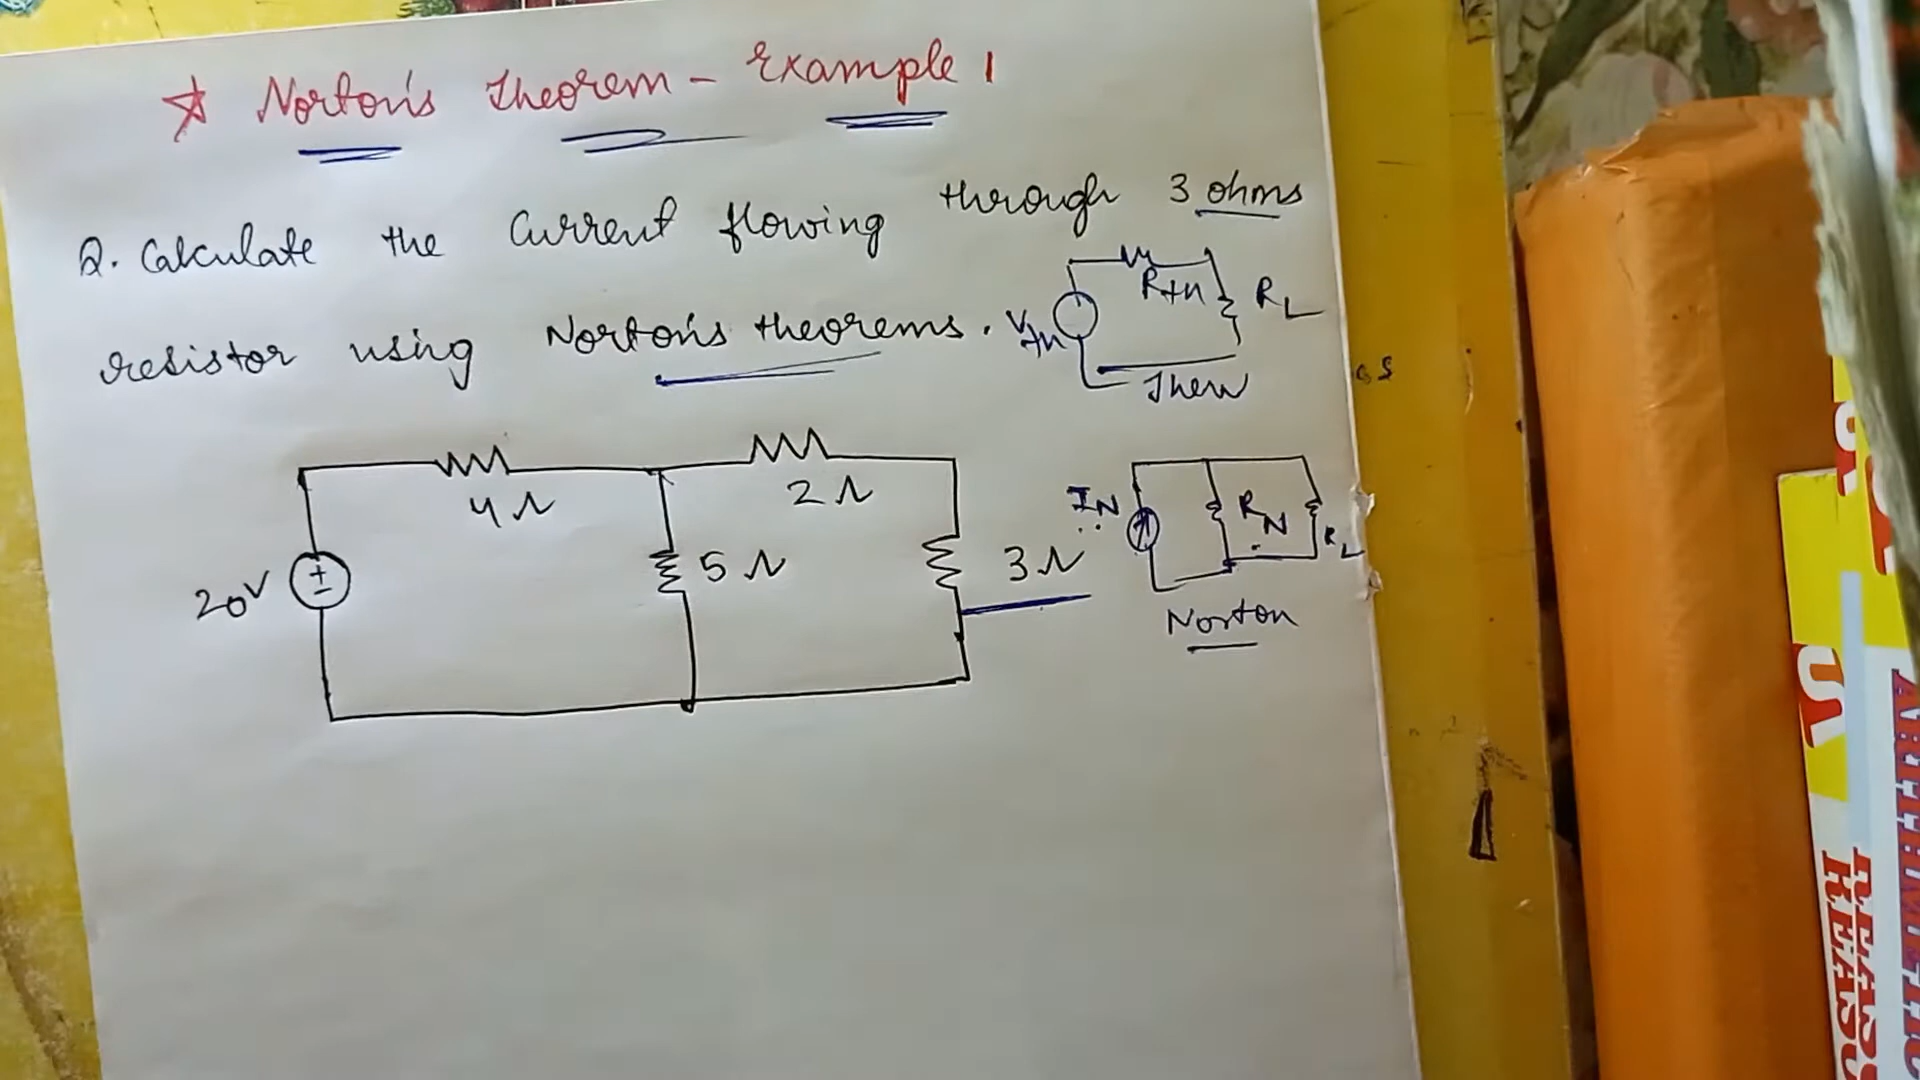 ☆ Norton's theorem - Example 1
Q. Calculate the current flowing through 3 ohms
resistor using Norton's theorems.
Vth
Rth
RL
Thev
4Ω
2Ω
20V
+
-
5Ω
3Ω
IN
RN
RL
Norton